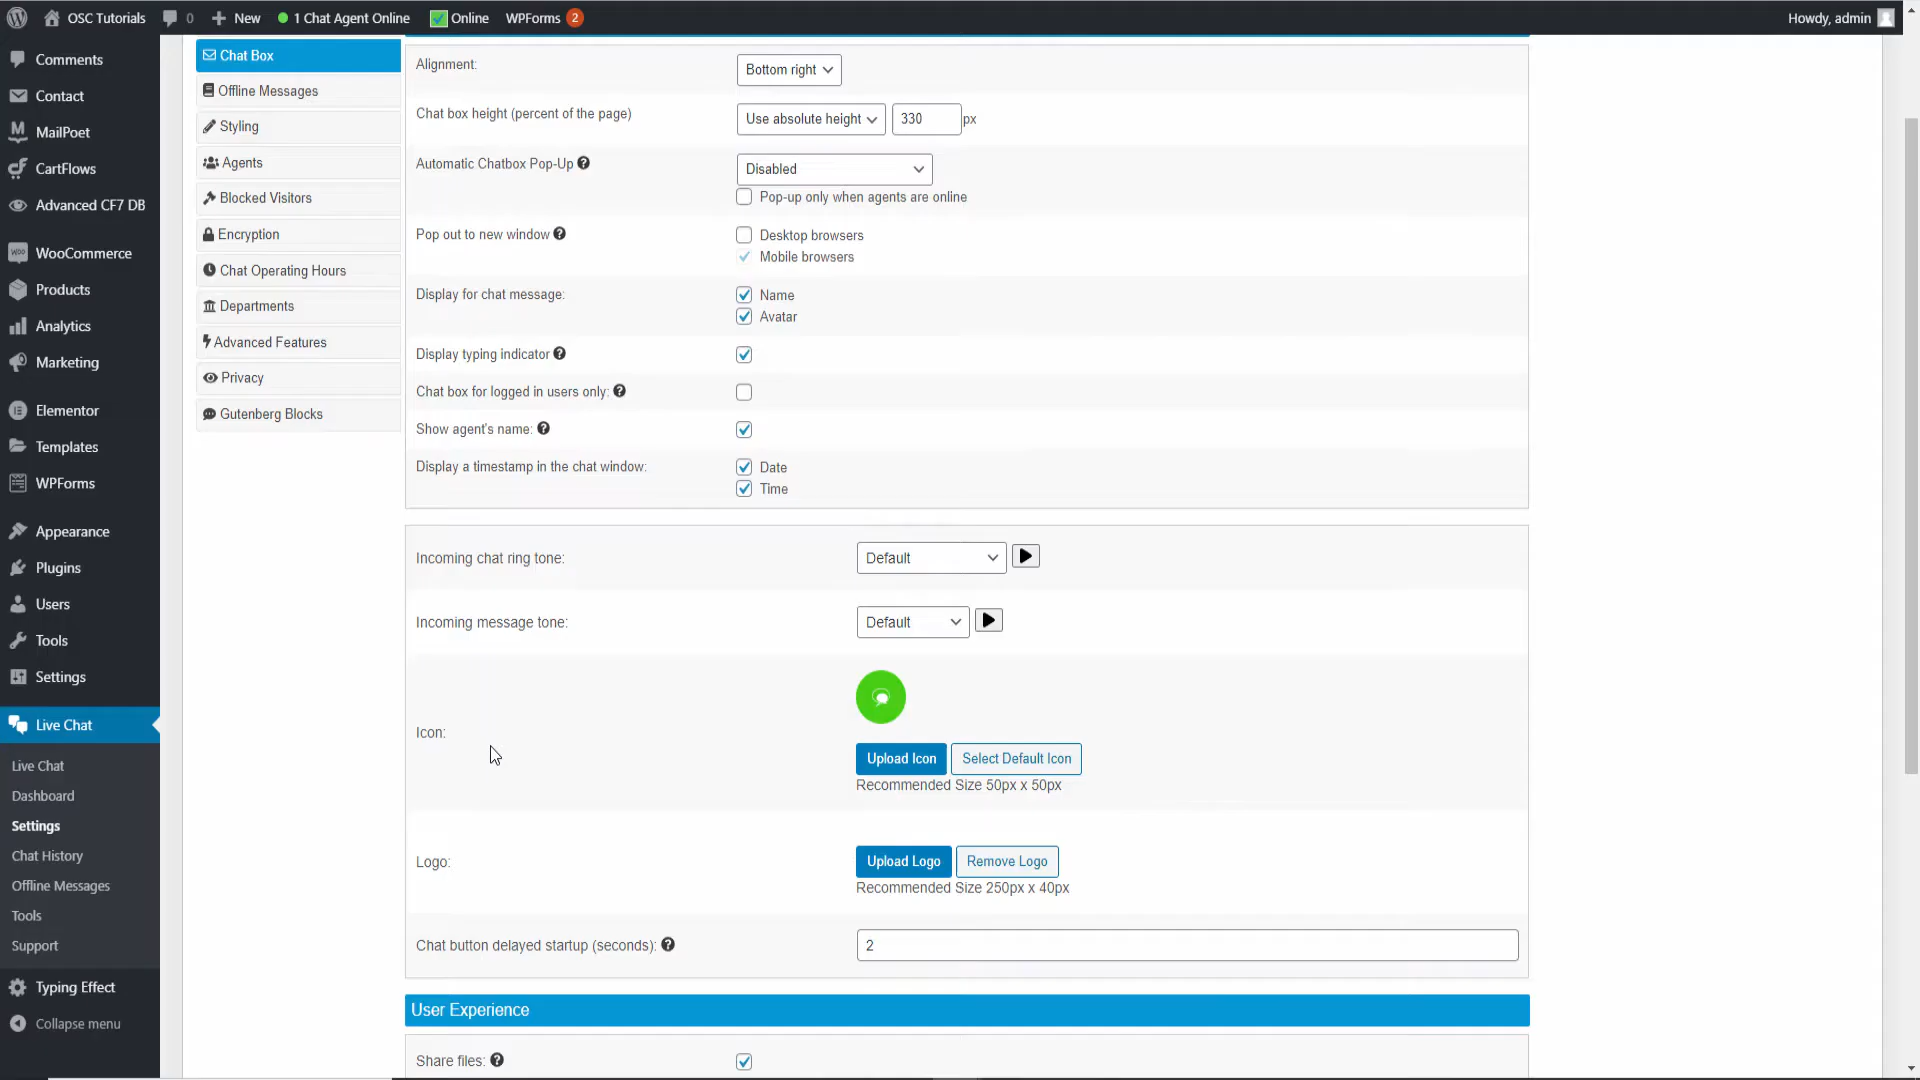 OSC Tutorials
0
New
1 Chat Agent Online
Online
WPForms 2
Howdy, admin
Comments
Contact
MailPoet
CartFlows
Advanced CF7 DB
WooCommerce
Products
Analytics
Marketing
Elementor
Templates
WPForms
Appearance
Plugins
Users
Tools
Settings
Live Chat
Live Chat
Dashboard
Settings
Chat History
Offline Messages
Tools
Support
Typing Effect
Collapse menu
Chat Box
Offline Messages
Styling
Agents
Blocked Visitors
Encryption
Chat Operating Hours
Departments
Advanced Features
Privacy
Gutenberg Blocks
Alignment:
Bottom right
Chat box height (percent of the page)
Use absolute height 330 px
Automatic Chatbox Pop-Up
Disabled
Pop-up only when agents are online
Pop out to new window
Desktop browsers
Mobile browsers
Display for chat message:
Name
Avatar
Display typing indicator
Chat box for logged in users only:
Show agent's name:
Display a timestamp in the chat window:
Date
Time
Incoming chat ring tone:
Default
Incoming message tone:
Default
Icon:
Upload Icon
Select Default Icon
Recommended Size 50px x 50px
Logo:
Upload Logo
Remove Logo
Recommended Size 250px x 40px
Chat button delayed startup (seconds):
2
User Experience
Share files: